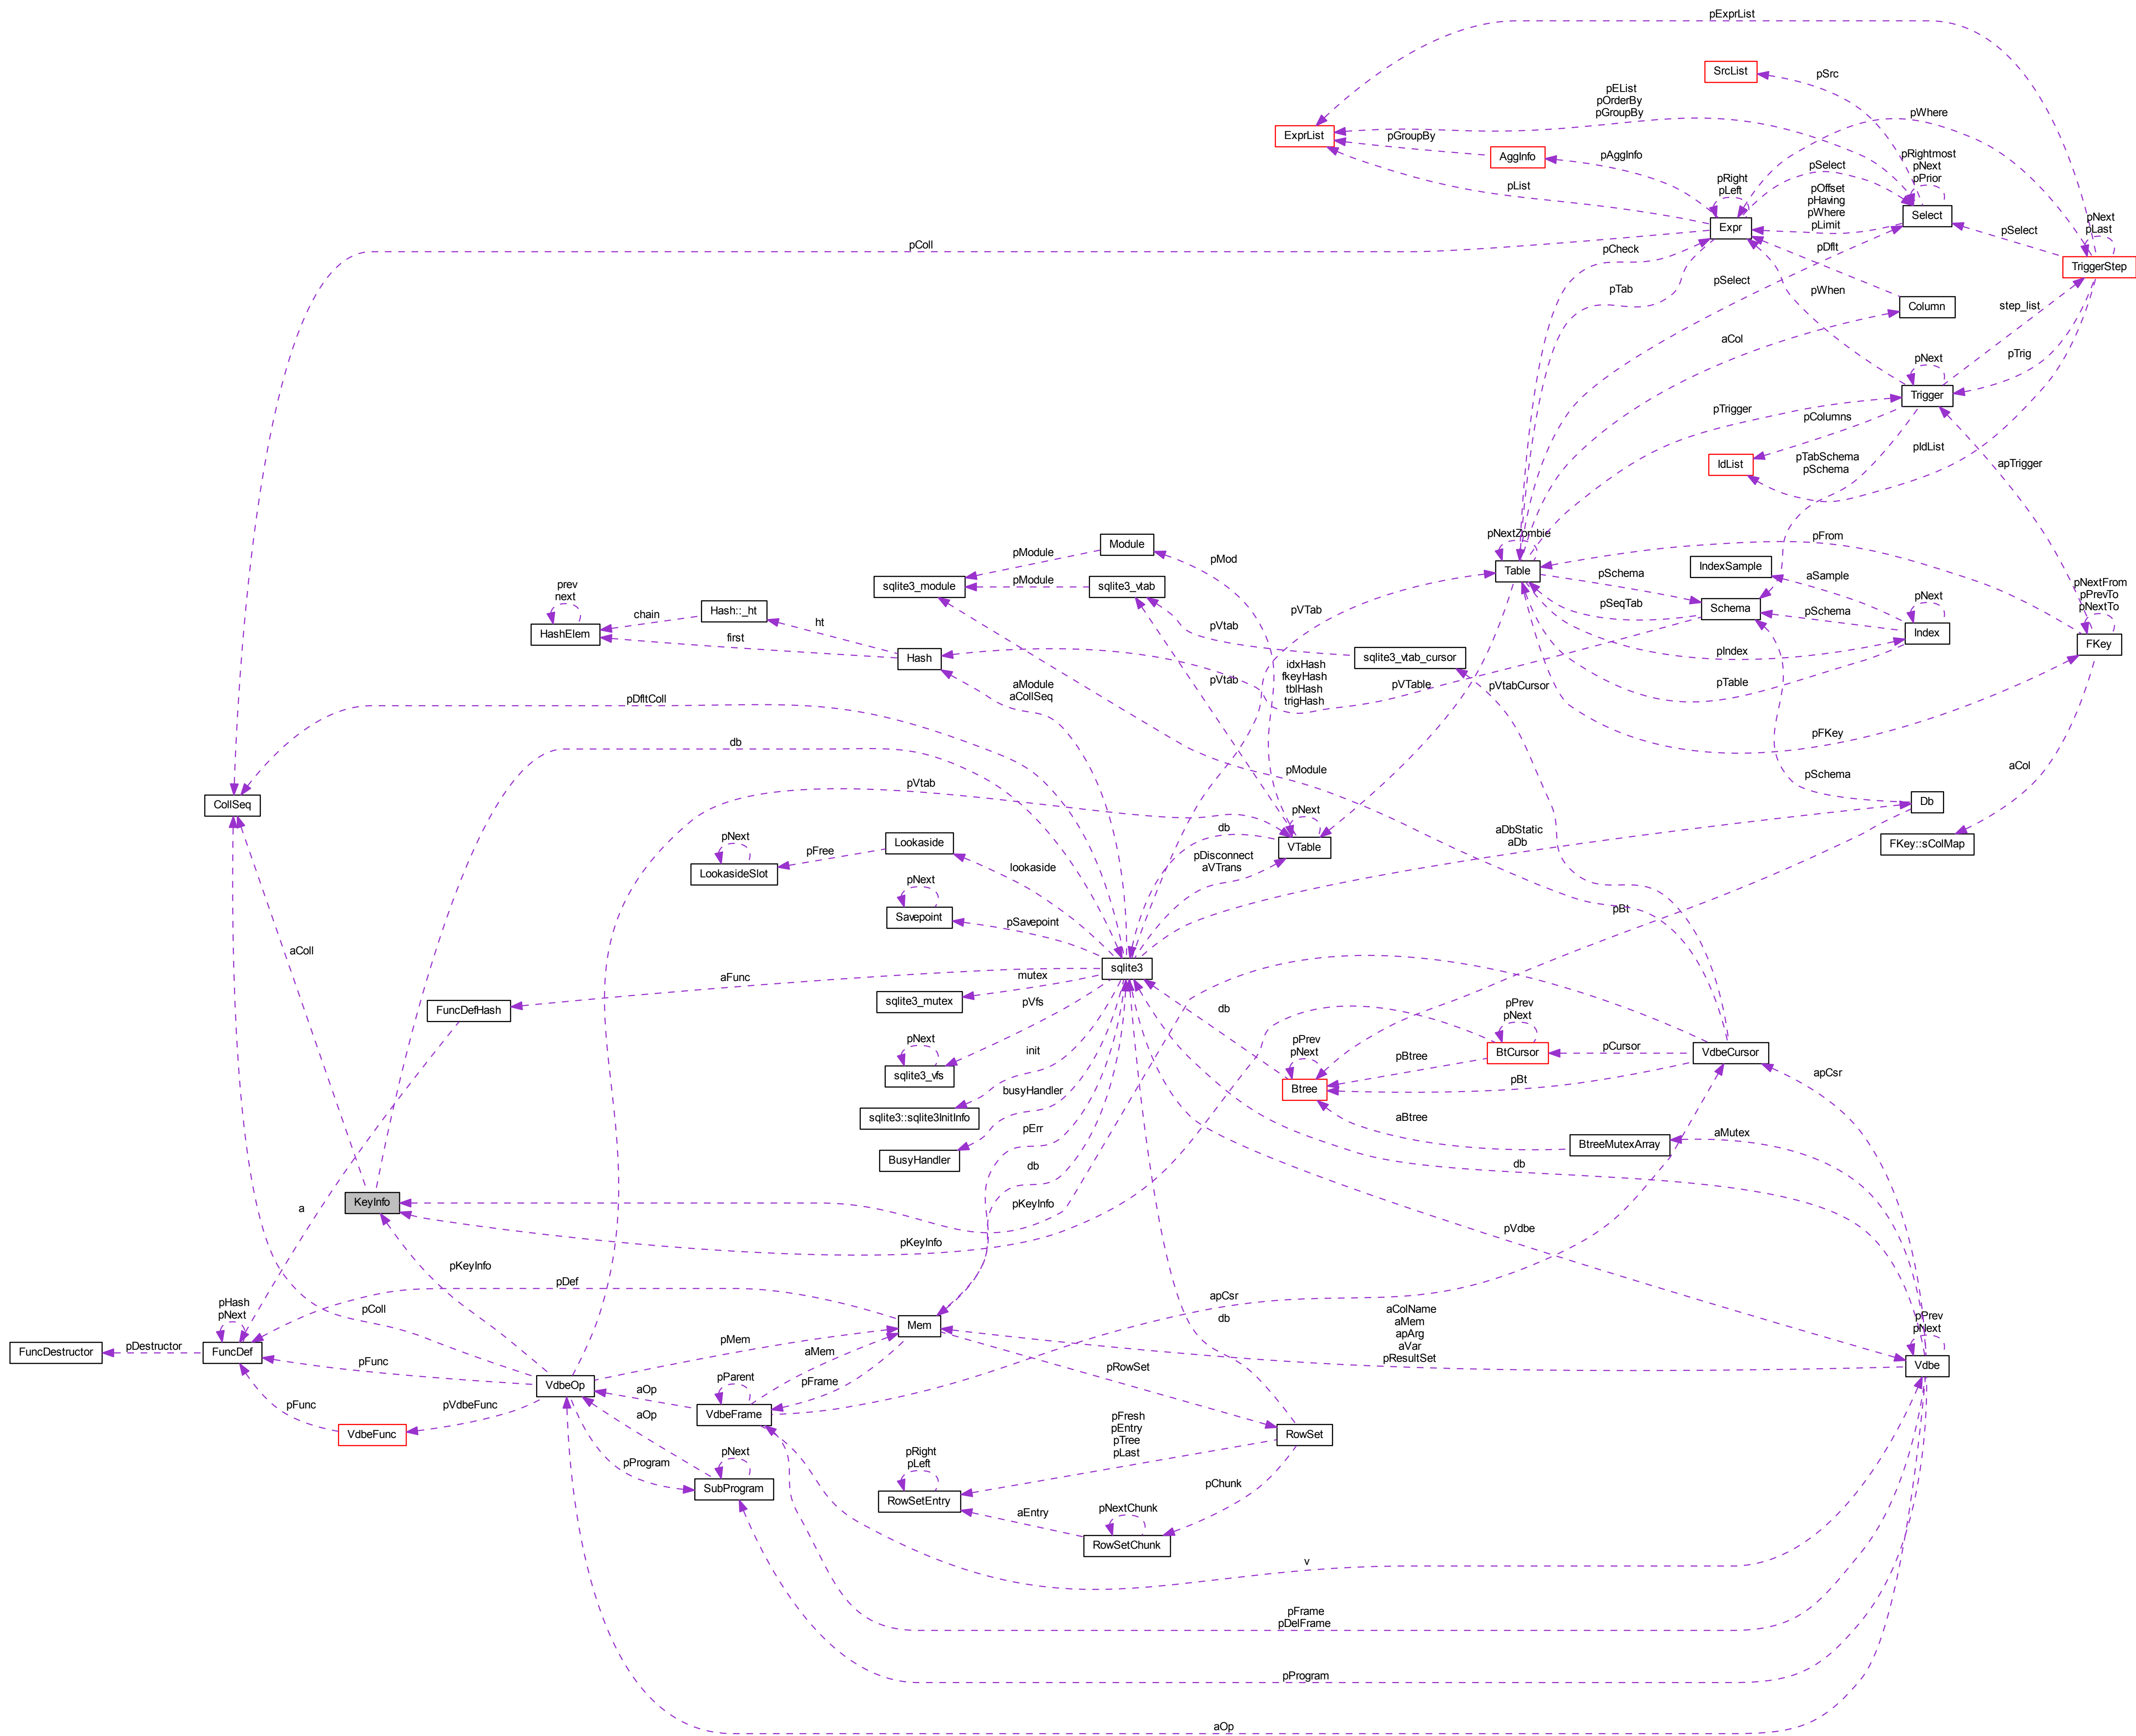 pExprList
SrcList
pSrc
pEList
pOrderBy
pGroupBy
pWhere
ExprList
pGroupBy
AggInfo
pAggInfo
pSelect
pRightmost
pNext
pPrior
pList
pRight
pLeft
pOffset
pHaving
pWhere
pLimit
Select
Expr
pNext
pLast
pSelect
TriggerStep
pColl
pCheck
pDflt
pTab
pSelect
pWhen
Column
step_list
aCol
pNext
pTrig
Trigger
pTrigger
pColumns
pIdList
IdList
pTabSchema
pSchema
apTrigger
pNextZombie
pFrom
Module
pMod
pModule
Table
IndexSample
sqlite3_module
pModule
sqlite3_vtab
pSchema
aSample
prev
next
pNextFrom
pPrevTo
pNextTo
Hash::_ht
chain
pVTab
pSeqTab
Schema
pSchema
pNext
HashElem
ht
first
pVtab
Index
FKey
Hash
sqlite3_vtab_cursor
pIndex
idxHash
fkeyHash
tblHash
trigHash
pVtab
aModule
aCollSeq
pVTable
pVtabCursor
pTable
pDfltColl
pFKey
db
aCol
pModule
pSchema
pVtab
CollSeq
Db
pNext
aDbStatic
aDb
db
Lookaside
pNext
pFree
VTable
FKey::sColMap
pDisconnect
aVTrans
LookasideSlot
lookaside
pNext
Savepoint
pSavepoint
pBt
aColl
sqlite3
aFunc
mutex
sqlite3_mutex
pVfs
FuncDefHash
db
pPrev
pNext
pNext
init
pPrev
pNext
BtCursor
pCursor
VdbeCursor
pBtree
sqlite3_vfs
Btree
pBt
busyHandler
sqlite3::sqlite3InitInfo
aBtree
apCsr
pErr
aMutex
BtreeMutexArray
BusyHandler
db
db
KeyInfo
pKeyInfo
a
pVdbe
pKeyInfo
pKeyInfo
pDef
apCsr
pHash
pNext
pColl
aColName
aMem
apArg
aVar
pResultSet
db
pPrev
pNext
Mem
pMem
aMem
FuncDestructor
pDestructor
FuncDef
pFunc
pRowSet
Vdbe
pParent
pFrame
VdbeOp
aOp
pFunc
pVdbeFunc
aOp
VdbeFrame
VdbeFunc
pFresh
pEntry
pTree
pLast
RowSet
pNext
pRight
pLeft
pProgram
SubProgram
pChunk
RowSetEntry
pNextChunk
aEntry
RowSetChunk
v
pFrame
pDelFrame
pProgram
aOp